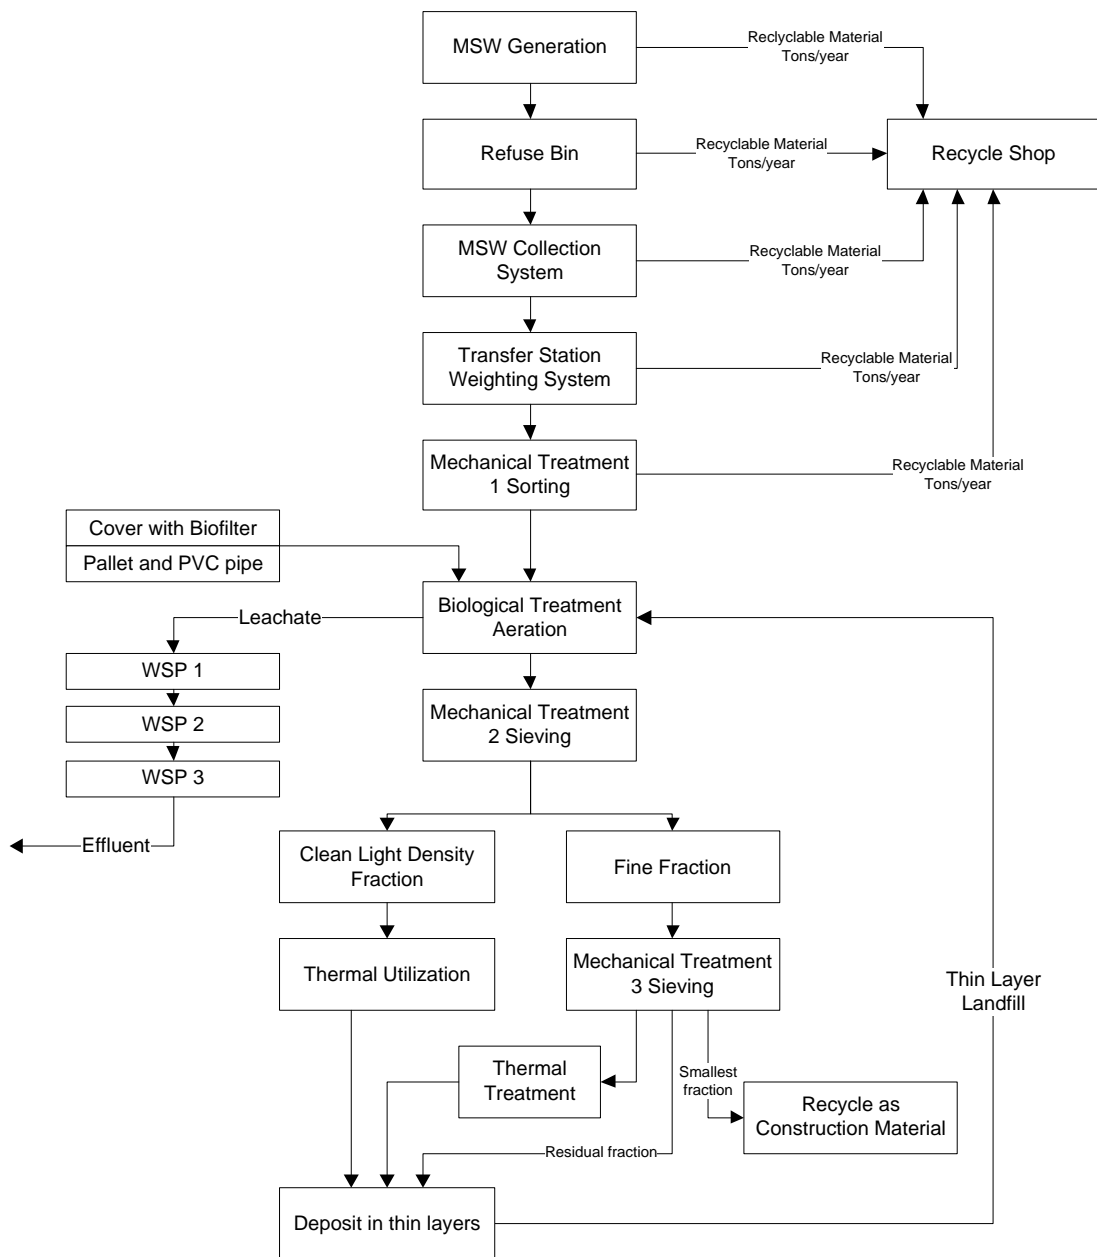 MSW Generation
Reclyclable Material
Tons/year
Refuse Bin
Recyclable Material
Tons/year
Recycle Shop
MSW Collection
System
Recyclable Material
Tons/year
Transfer Station
Weighting System
Recyclable Material
Tons/year
Mechanical Treatment
1 Sorting
Recyclable Material
Tons/year
Cover with Biofilter
Pallet and PVC pipe
Biological Treatment
Aeration
Leachate
WSP 1
WSP 2
WSP 3
Effluent
Mechanical Treatment
2 Sieving
Clean Light Density
Fraction
Fine Fraction
Thermal Utilization
Mechanical Treatment
3 Sieving
Thin Layer
Landfill
Thermal
Treatment
Smallest
fraction
Recycle as
Construction Material
Residual fraction
Deposit in thin layers